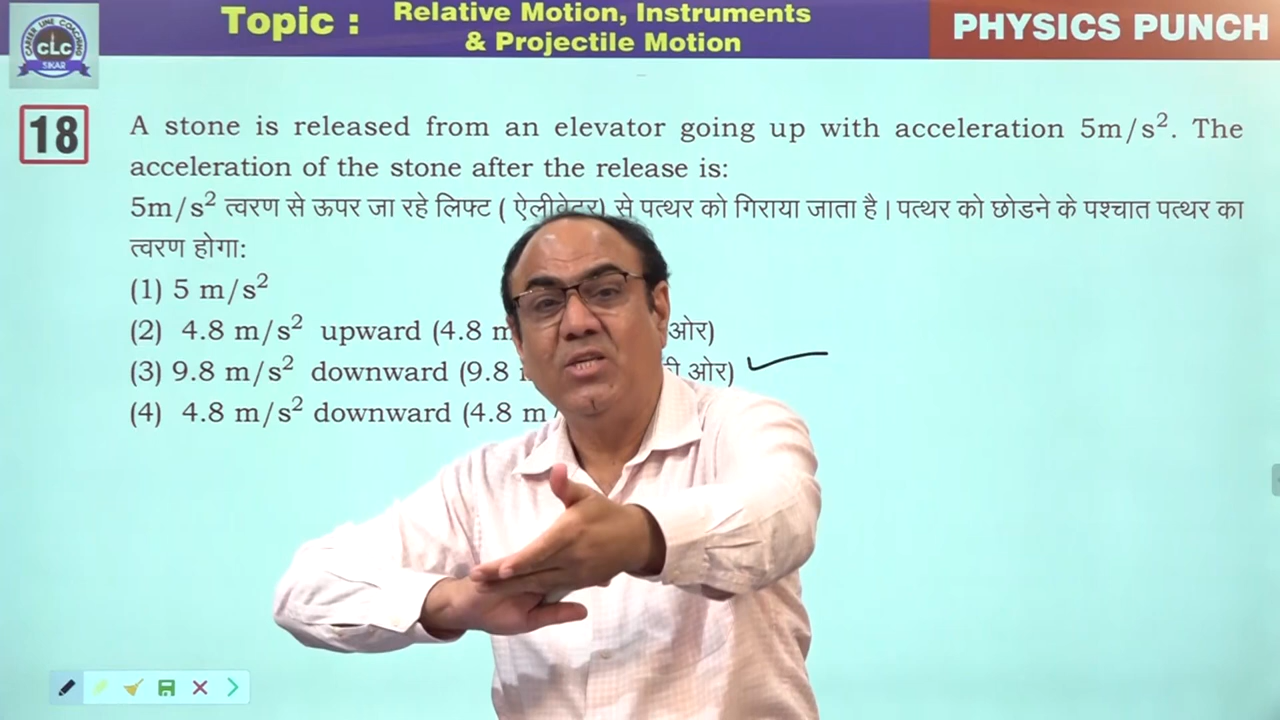 Topic :
Relative Motion, Instruments
& Projectile Motion
PHYSICS PUNCH
CAREER LINE COACHING
CLC
SIKAR
18
A stone is released from an elevator going up with acceleration 5m/s². The
acceleration of the stone after the release is:
5m/s² त्वरण से ऊपर जा रहे लिफ्ट ( ऐलीवेटर) से पत्थर को गिराया जाता है। पत्थर को छोडने के पश्चात पत्थर का
त्वरण होगा:
(1) 5 m/s²
(2) 4.8 m/s² upward (4.8 m ओर)
(3) 9.8 m/s² downward (9.8 ओर)
(4) 4.8 m/s² downward (4.8 m